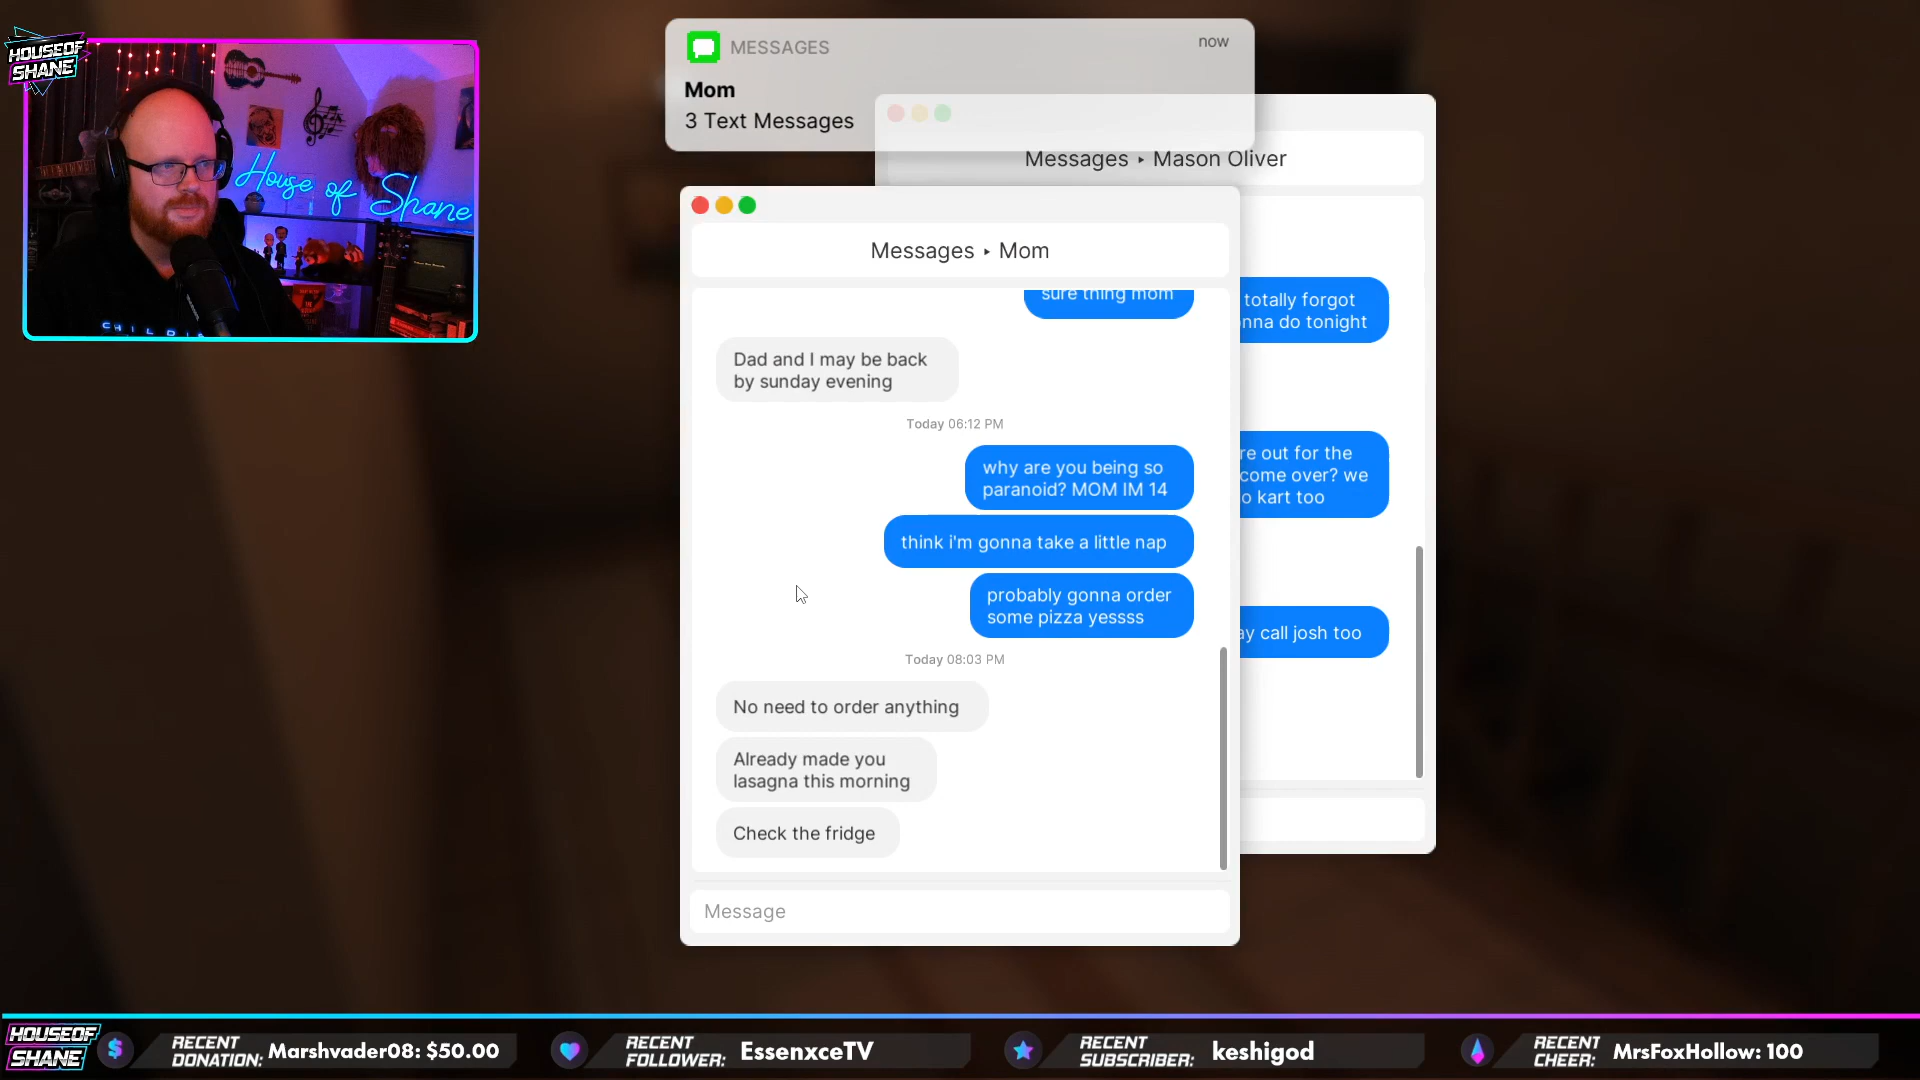 HOUSEOF
SHANE
House of Shane
MESSAGES
now
Mom
3 Text Messages
Messages ‣ Mason Oliver
Messages ‣ Mom
sure thing mom
Dad and I may be back
by sunday evening
Today 06:12 PM
why are you being so
paranoid? MOM IM 14
think i'm gonna take a little nap
probably gonna order
some pizza yessss
Today 08:03 PM
No need to order anything
Already made you
lasagna this morning
Check the fridge
Message
totally forgot
nna do tonight
re out for the
come over? we
o kart too
ay call josh too
HOUSEOF
SHANE
RECENT
DONATION: Marshvader08: $50.00
RECENT
FOLLOWER: EssenxceTV
RECENT
SUBSCRIBER: keshigod
RECENT
CHEER: MrsFoxHollow: 100